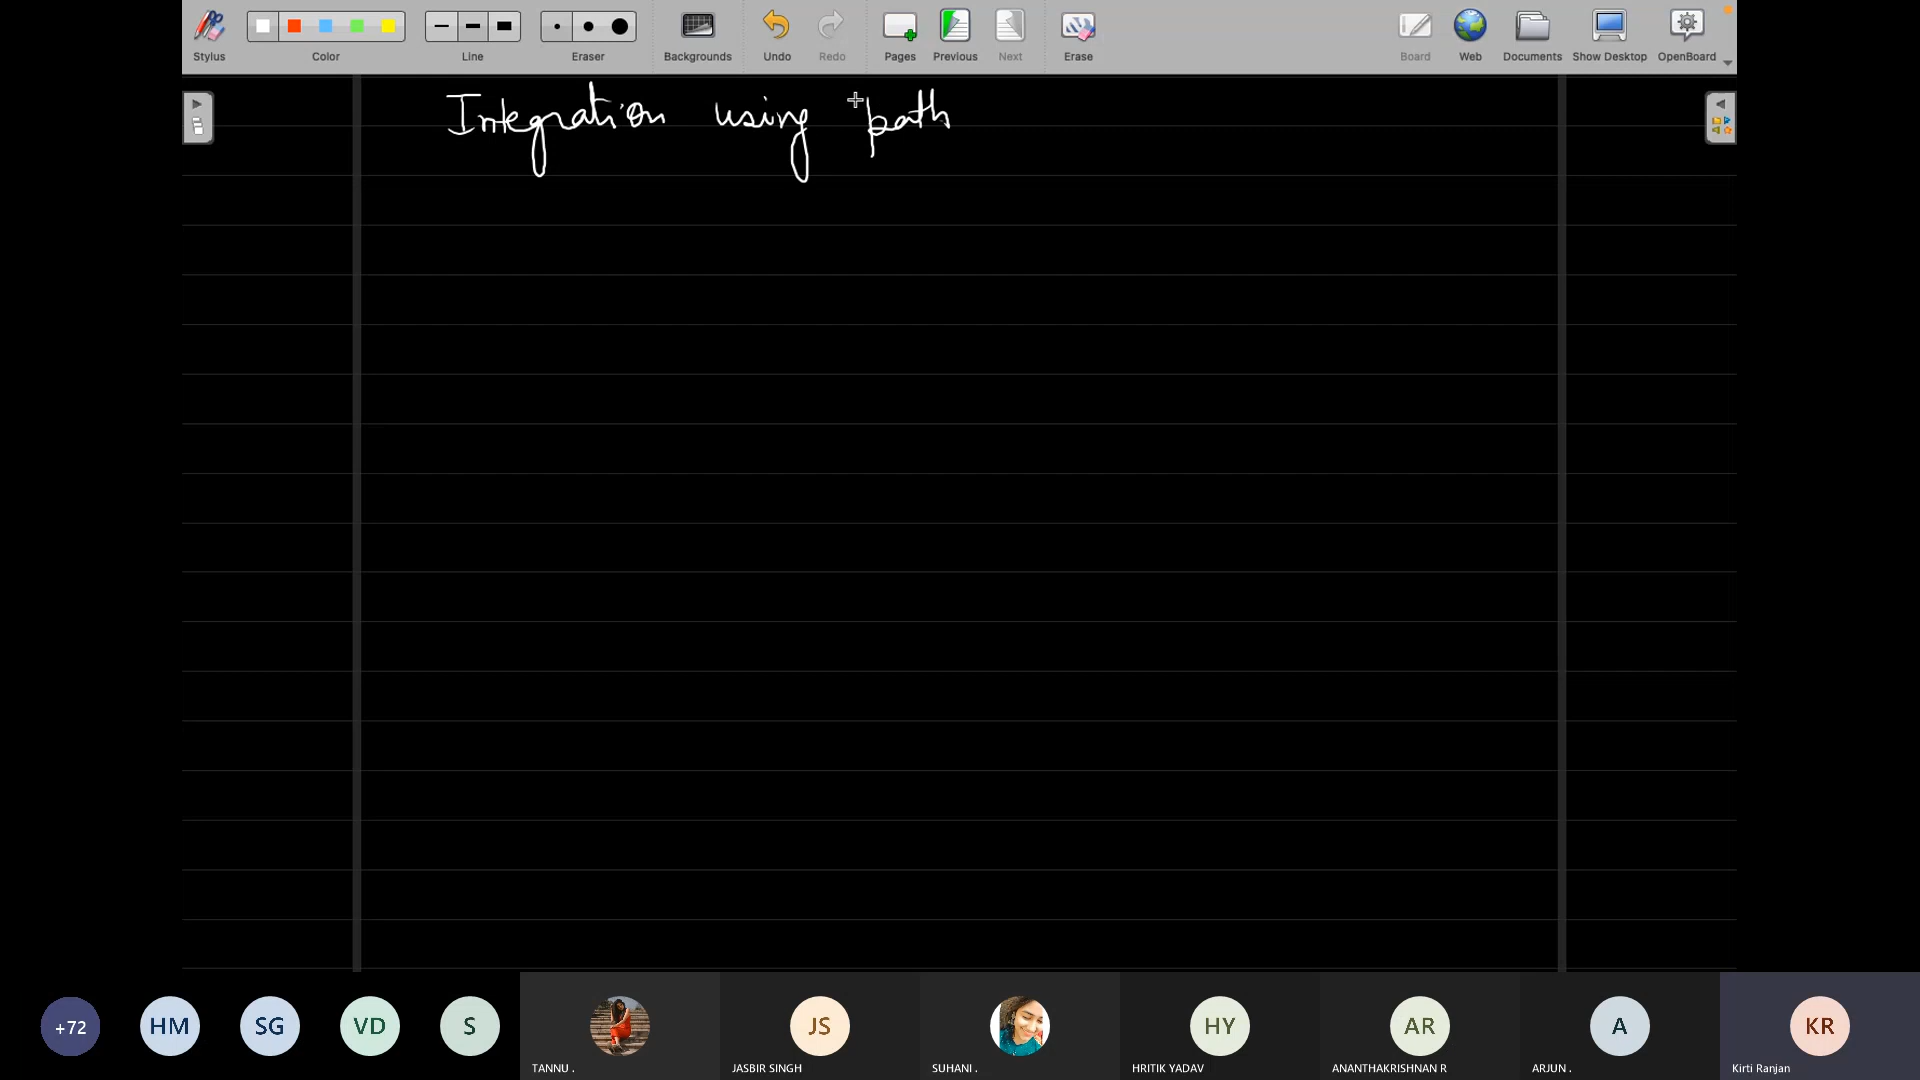 Stylus Color Line Eraser Backgrounds Undo Redo Pages Previous Next Erase Board Web Documents Show Desktop OpenBoard
Integration using path
+72 HM SG VD S JS HY AR A KR
TANNU . JASBIR SINGH SUHANI . HRITIK YADAV ANANTHAKRISHNAN R ARJUN . Kirti Ranjan